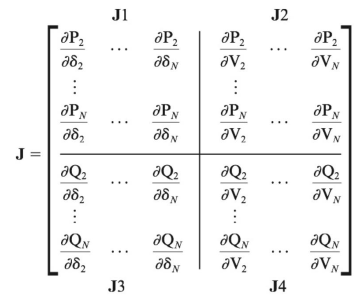 J1 J2
∂P₂/∂δ₂ ⋯ ∂P₂/∂δ_N ∂P₂/∂V₂ ⋯ ∂P₂/∂V_N
⋮ ⋮
∂P_N/∂δ₂ ⋯ ∂P_N/∂δ_N ∂P_N/∂V₂ ⋯ ∂P_N/∂V_N
J =
∂Q₂/∂δ₂ ⋯ ∂Q₂/∂δ_N ∂Q₂/∂V₂ ⋯ ∂Q₂/∂V_N
⋮ ⋮
∂Q_N/∂δ₂ ⋯ ∂Q_N/∂δ_N ∂Q_N/∂V₂ ⋯ ∂Q_N/∂V_N
J3 J4